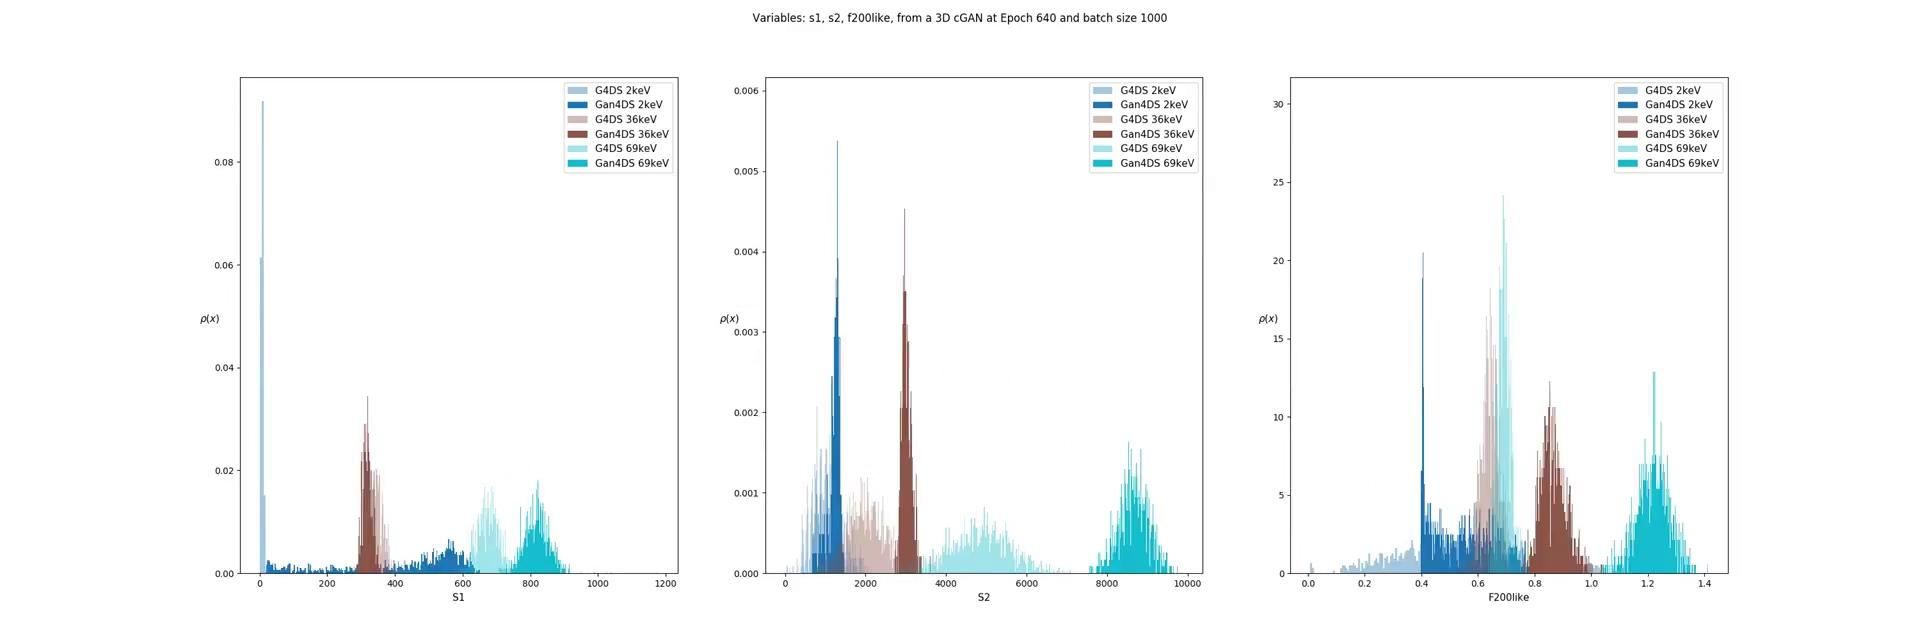 Variables: s1, s2, f200like, from a 3D cGAN at Epoch 640 and batch size 1000
G4DS 2keV
Gan4DS 2keV
G4DS 36keV
Gan4DS 36keV
G4DS 69keV
Gan4DS 69keV
0.08
0.06
ρ(x)
0.04
0.02
0.00
0 200 400 600 800 1000 1200
S1
G4DS 2keV
Gan4DS 2keV
G4DS 36keV
Gan4DS 36keV
G4DS 69keV
Gan4DS 69keV
0.006
0.005
0.004
ρ(x)
0.003
0.002
0.001
0.000
0 2000 4000 6000 8000 10000
S2
G4DS 2keV
Gan4DS 2keV
G4DS 36keV
Gan4DS 36keV
G4DS 69keV
Gan4DS 69keV
30
25
20
ρ(x)
15
10
5
0
0.0 0.2 0.4 0.6 0.8 1.0 1.2 1.4
F200like